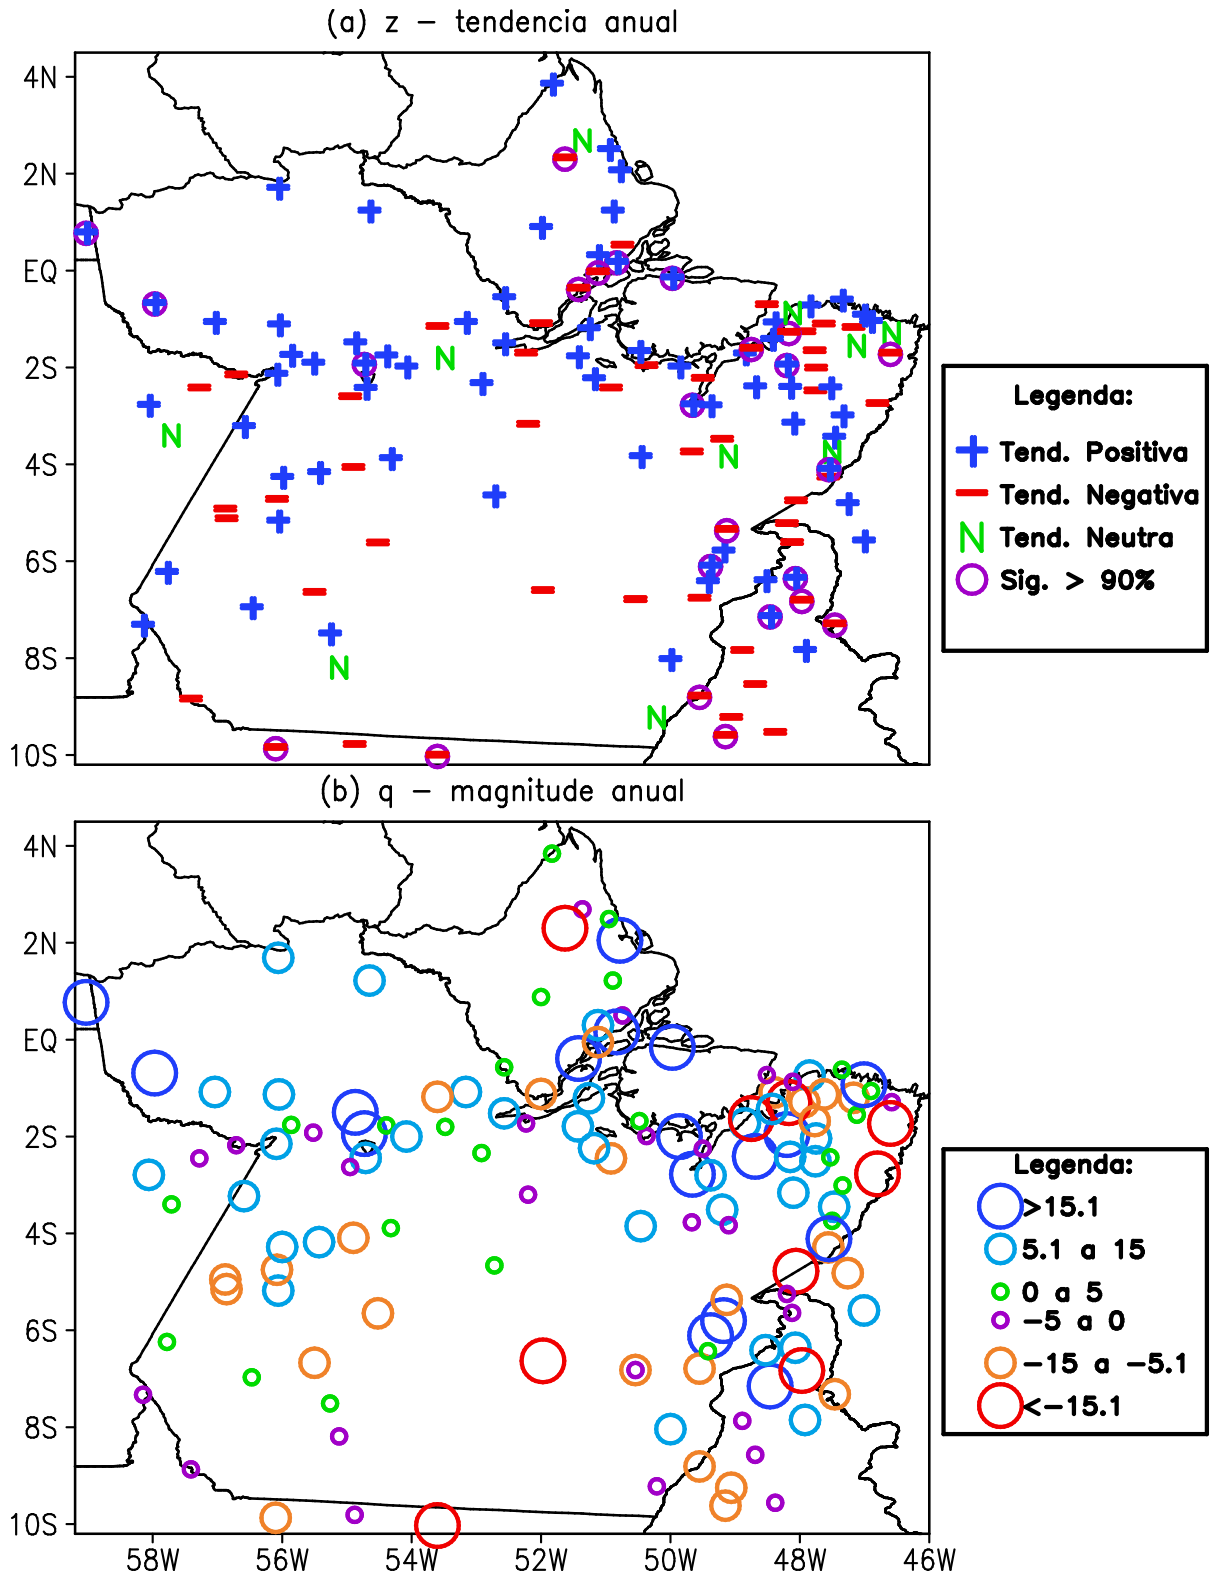 (a) z – tendencia anual
4N
2N
EQ
2S
4S
6S
8S
10S
N
N
N
N
N
N
N
N
N
N
Legenda:
Tend. Positiva
Tend. Negativa
N Tend. Neutra
Sig. > 90%
(b) q – magnitude anual
4N
2N
EQ
2S
4S
6S
8S
10S
58W 56W 54W 52W 50W 48W 46W
Legenda:
>15.1
5.1 a 15
0 a 5
–5 a 0
–15 a –5.1
<–15.1